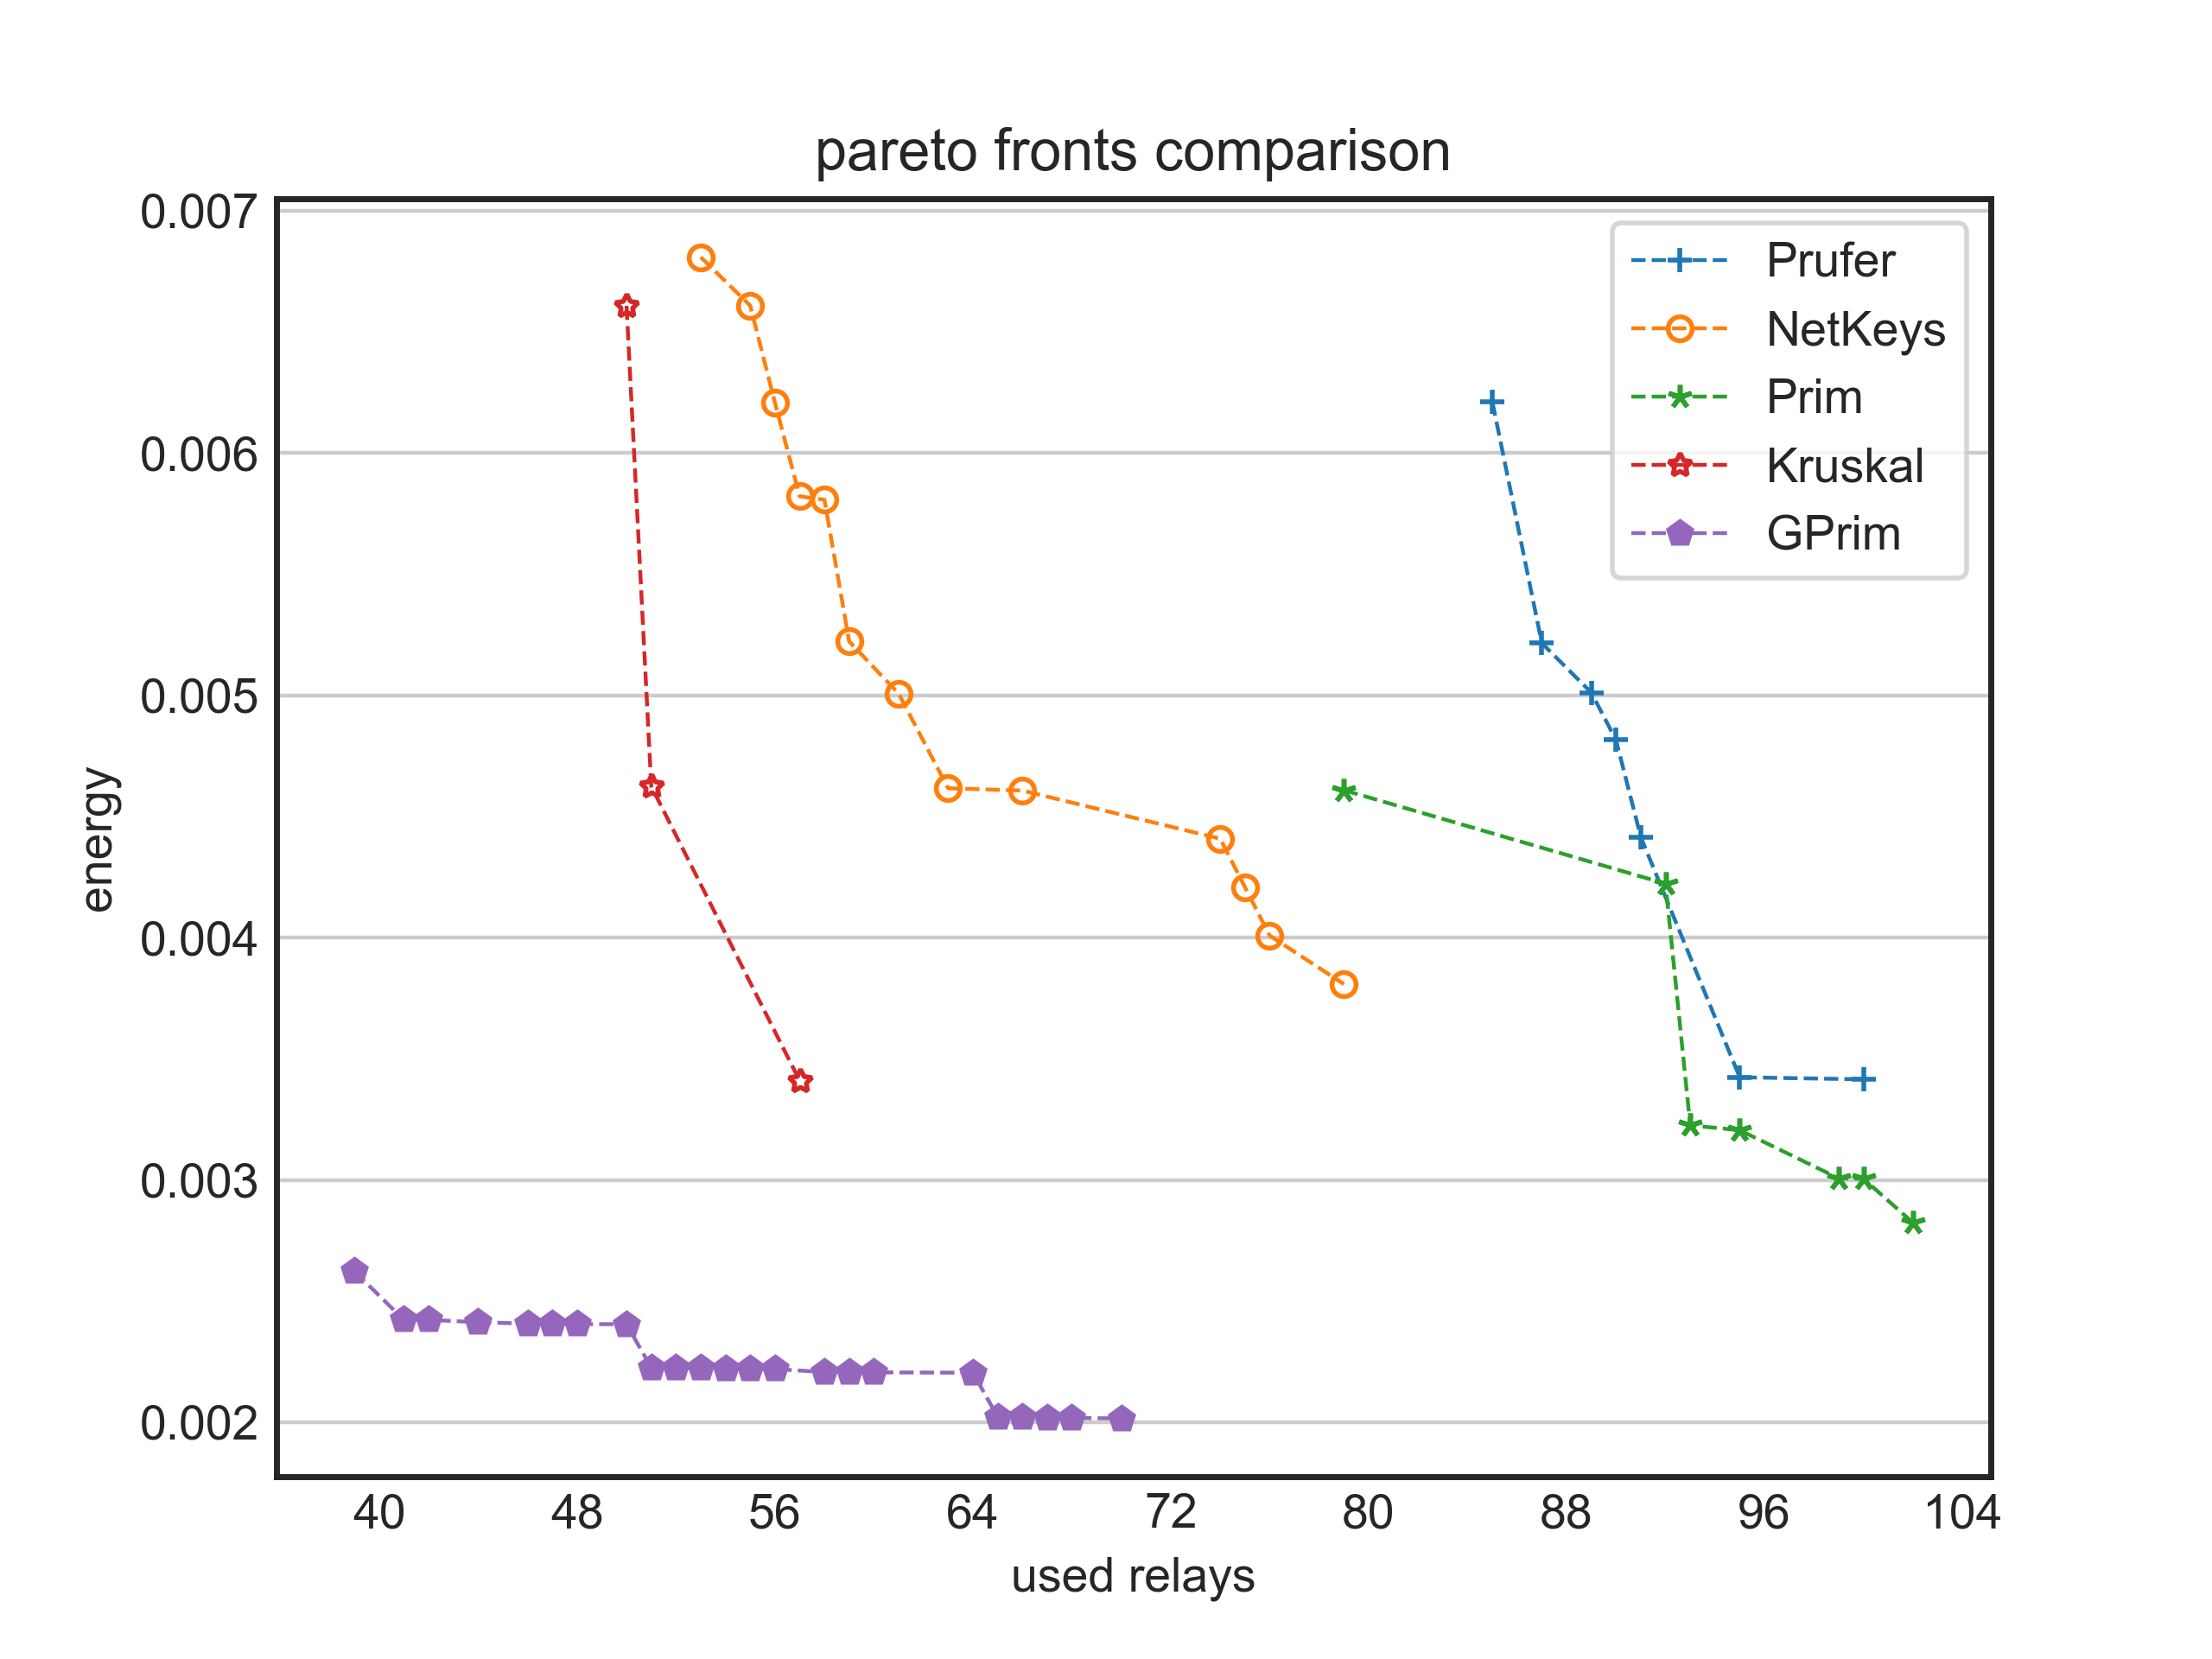 pareto fronts comparison
0.007
0.006
0.005
0.004
0.003
0.002
energy
Prufer
NetKeys
Prim
Kruskal
GPrim
40 48 56 64 72 80 88 96 104
used relays